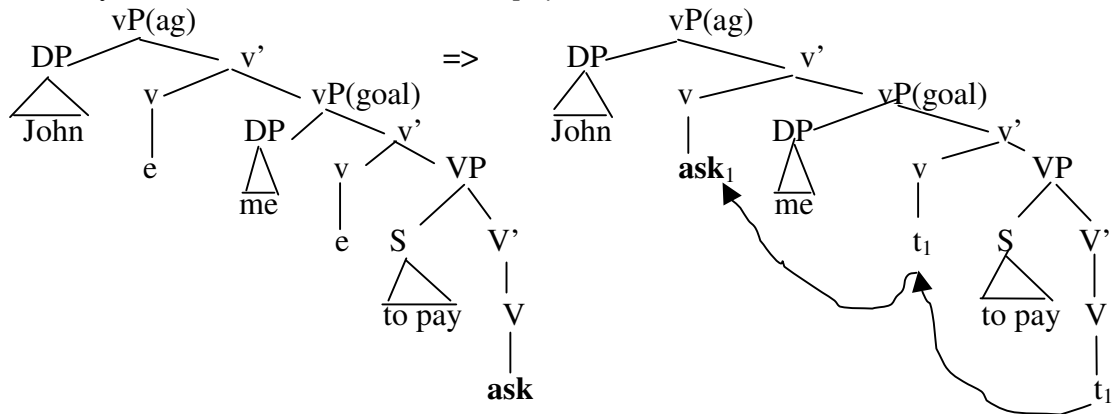 vP(ag) vP(ag)
DP v’ => DP v’
v vP(goal) v vP(goal)
John DP v’ John DP v’
e v VP ask₁ v VP
me me
e S V’ t₁ S V’
to pay V to pay V
ask t₁